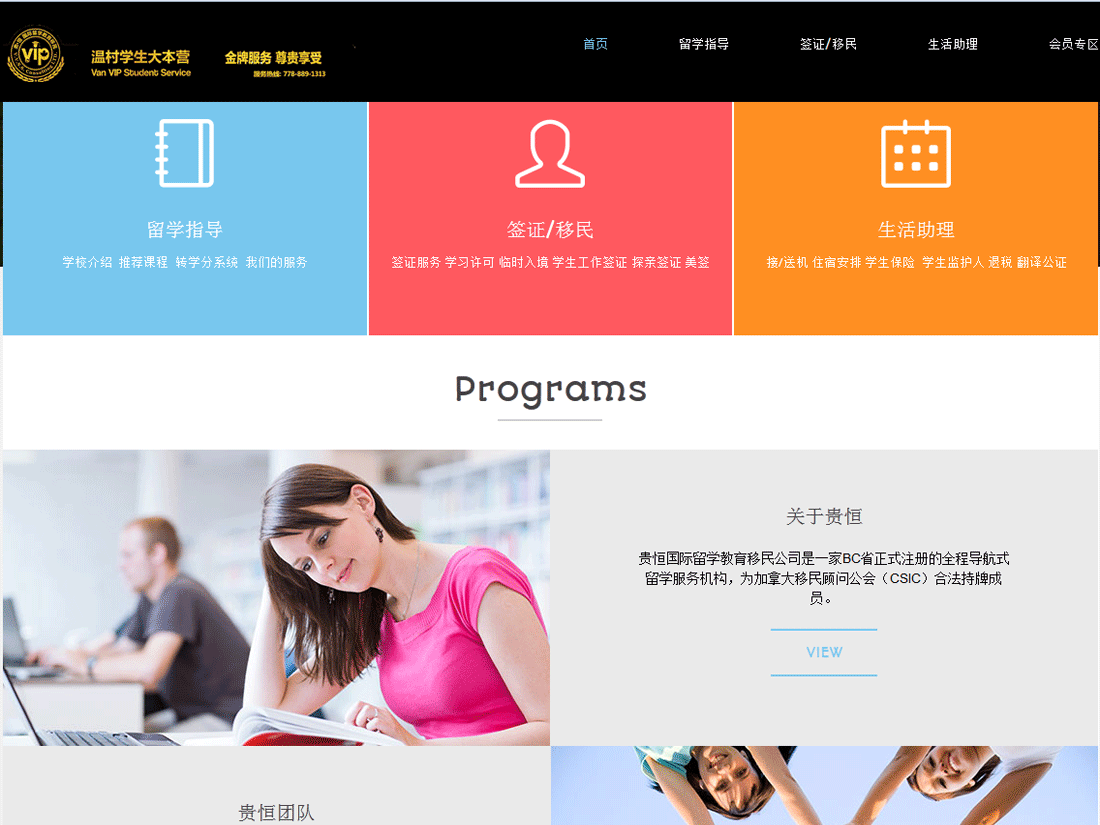 vip
温村学生大本营
Van VIP Student Service
金牌服务 尊贵享受
服务热线: 778-889-1313
首页
留学指导
签证/移民
生活助理
会员专区
留学指导
学校介绍 推荐课程 转学分系统 我们的服务
签证/移民
签证服务 学习许可 临时入境 学生工作签证 探亲签证 美签
生活助理
接/送机 住宿安排 学生保险 学生监护人 退税 翻译公证
Programs
关于贵恒
贵恒国际留学教育移民公司是一家BC省正式注册的全程导航式
留学服务机构，为加拿大移民顾问公会（CSIC）合法持牌成
员。
VIEW
贵恒团队